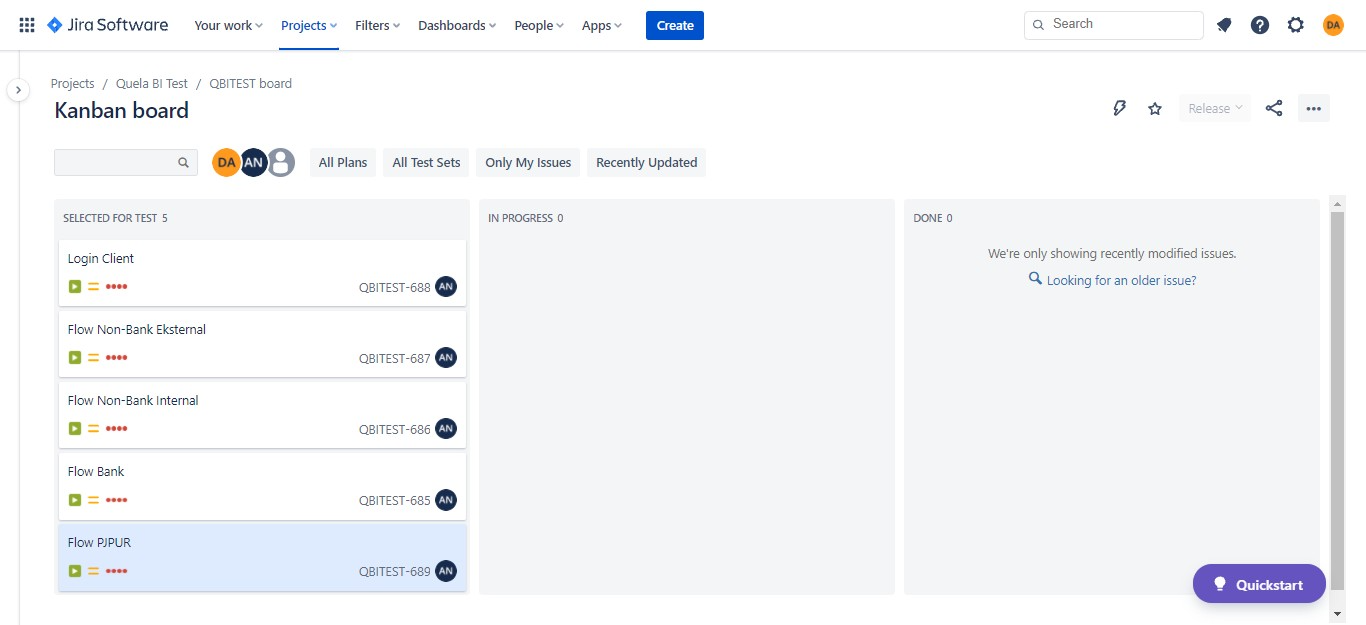 Jira Software Your work Projects Filters Dashboards People Apps Create Search DA
Projects / Quela BI Test / QBITEST board
Kanban board
Release
DA AN All Plans All Test Sets Only My Issues Recently Updated
SELECTED FOR TEST 5
Login Client
QBITEST-688 AN
Flow Non-Bank Eksternal
QBITEST-687 AN
Flow Non-Bank Internal
QBITEST-686 AN
Flow Bank
QBITEST-685 AN
Flow PJPUR
QBITEST-689 AN
IN PROGRESS 0
DONE 0
We're only showing recently modified issues.
Looking for an older issue?
Quickstart